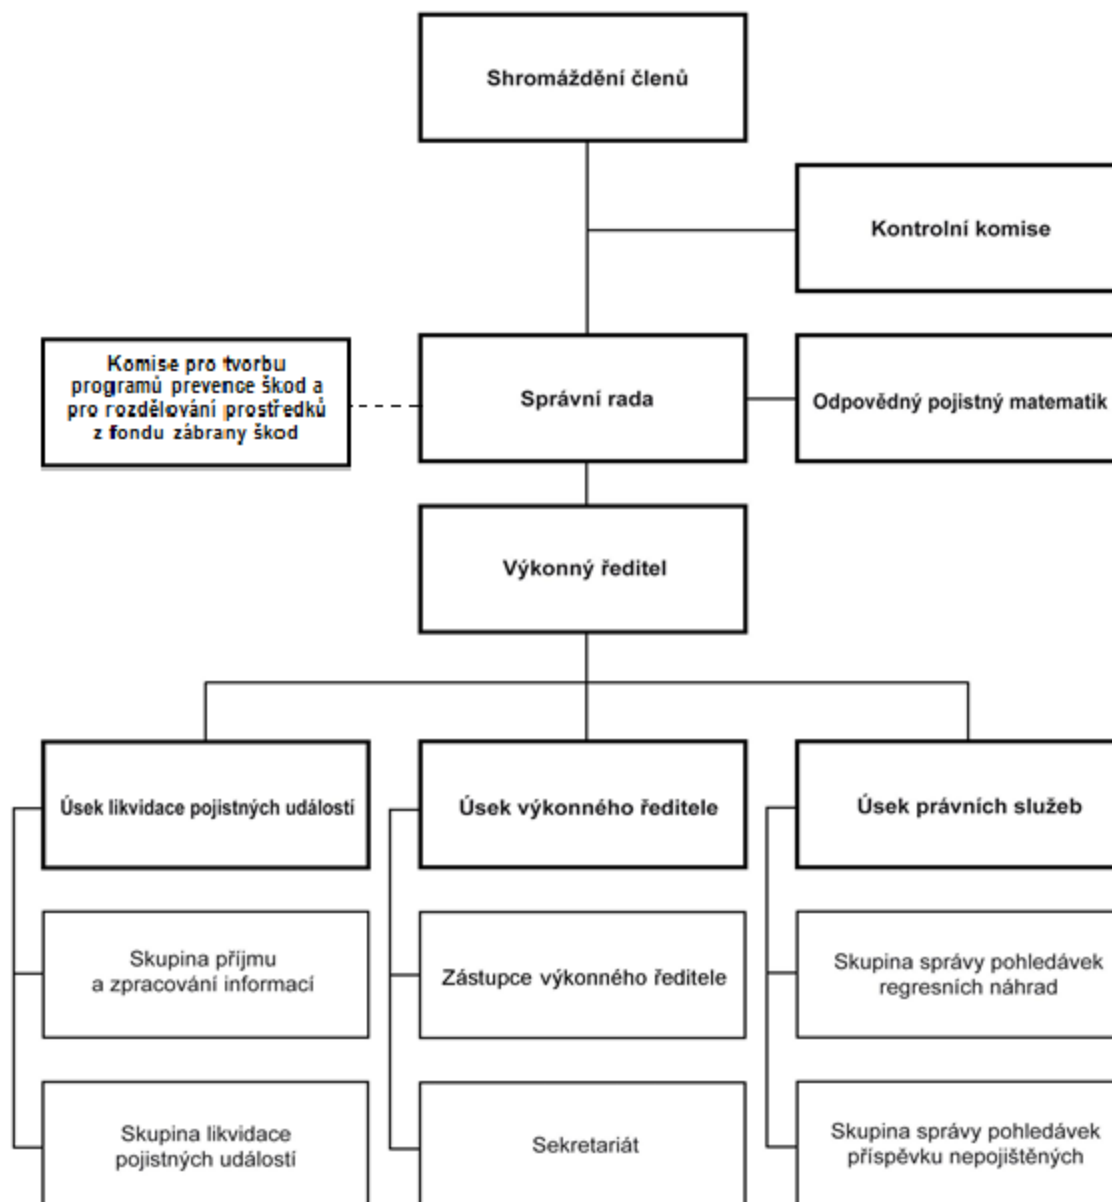 Shromáždění členů
Kontrolní komise
Komise pro tvorbu
programů prevence škod a
pro rozdělování prostředků
z fondu zábrany škod
Správní rada
Odpovědný pojistný matematik
Výkonný ředitel
Úsek likvidace pojistných událostí
Úsek výkonného ředitele
Úsek právních služeb
Skupina příjmu
a zpracování informací
Zástupce výkonného ředitele
Skupina správy pohledávek
regresních náhrad
Skupina likvidace
pojistných událostí
Sekretariát
Skupina správy pohledávek
příspěvku nepojištěných